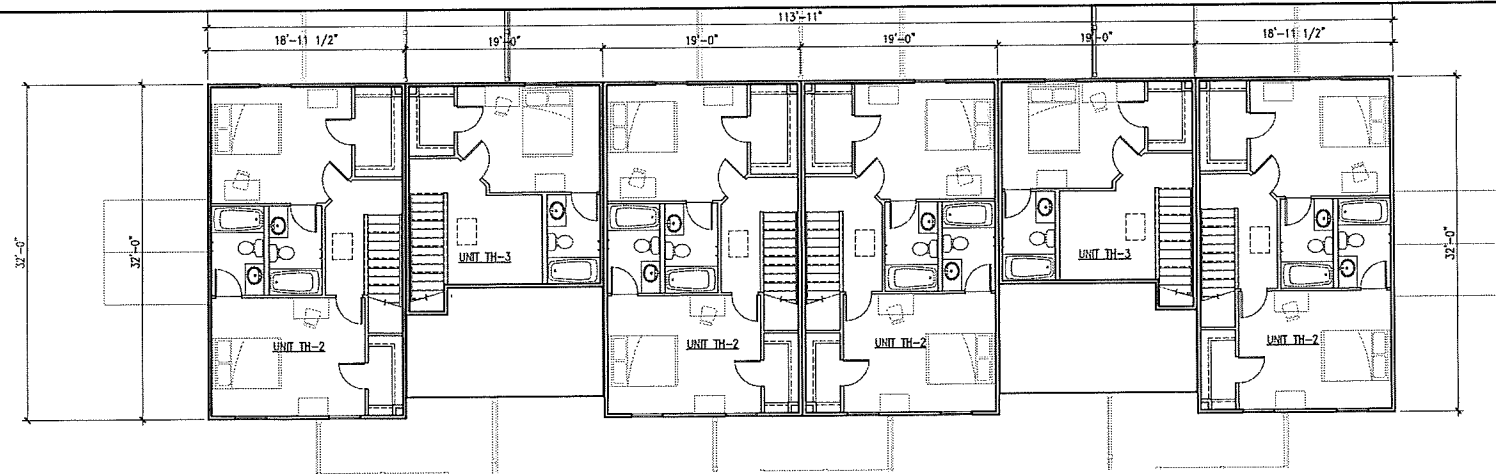 113'-11"
18'-11 1/2"
19'-0"
19'-0"
19'-0"
19'-0"
18'-11 1/2"
32'-0"
32'-0"
32'-0"
UNIT TH-3
UNIT TH-3
UNIT TH-2
UNIT TH-2
UNIT TH-2
UNIT TH-2